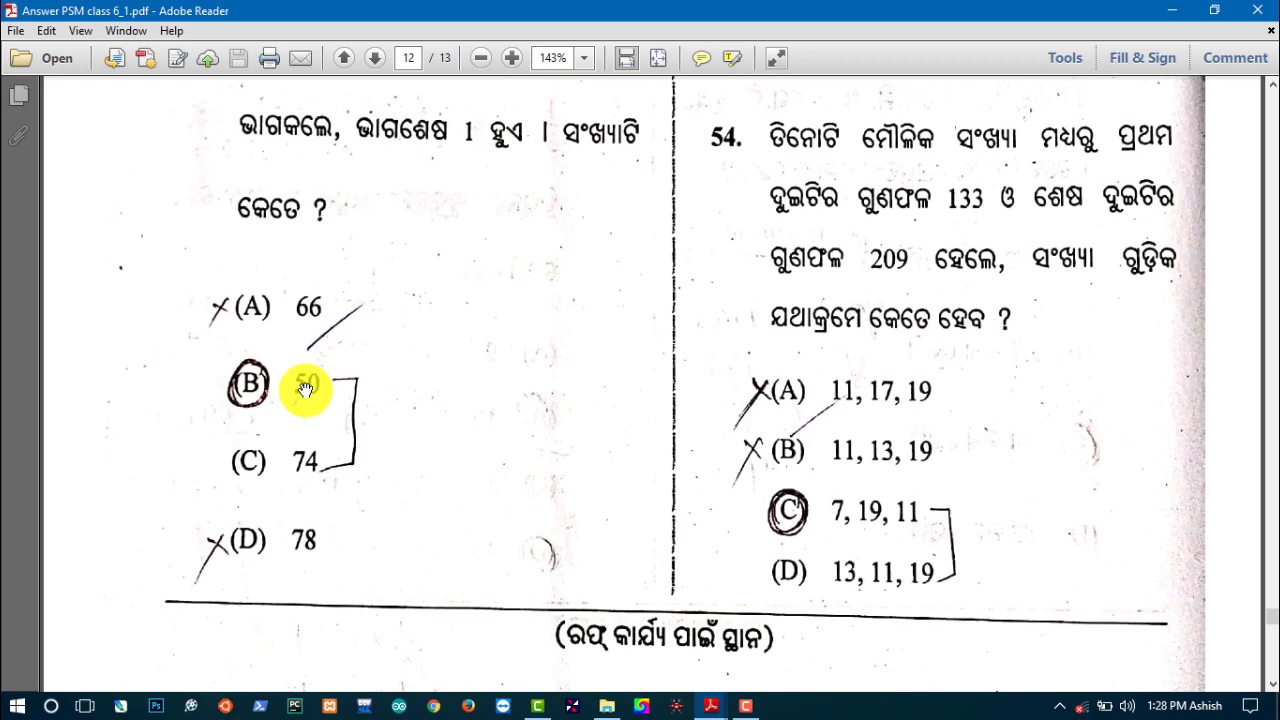 Answer PSM class 6_1.pdf - Adobe Reader
File Edit View Window Help
Open 12 / 13 143% Tools Fill & Sign Comment
ଭାଗକଲେ, ଭାଗଶେଷ 1 ହୁଏ । ସଂଖ୍ୟାଟି
କେତେ ?
(A) 66
(B) 50
(C) 74
(D) 78
54. ତିନୋଟି ମୌଳିକ ସଂଖ୍ୟା ମଧ୍ୟରୁ ପ୍ରଥମ
ଦୁଇଟିର ଗୁଣଫଳ 133 ଓ ଶେଷ ଦୁଇଟିର
ଗୁଣଫଳ 209 ହେଲେ, ସଂଖ୍ୟା ଗୁଡ଼ିକ
ଯଥାକ୍ରମେ କେତେ ହେବ ?
(A) 11, 17, 19
(B) 11, 13, 19
(C) 7, 19, 11
(D) 13, 11, 19
(ରଫ୍ କାର୍ଯ୍ୟ ପାଇଁ ସ୍ଥାନ)
1:28 PM Ashish